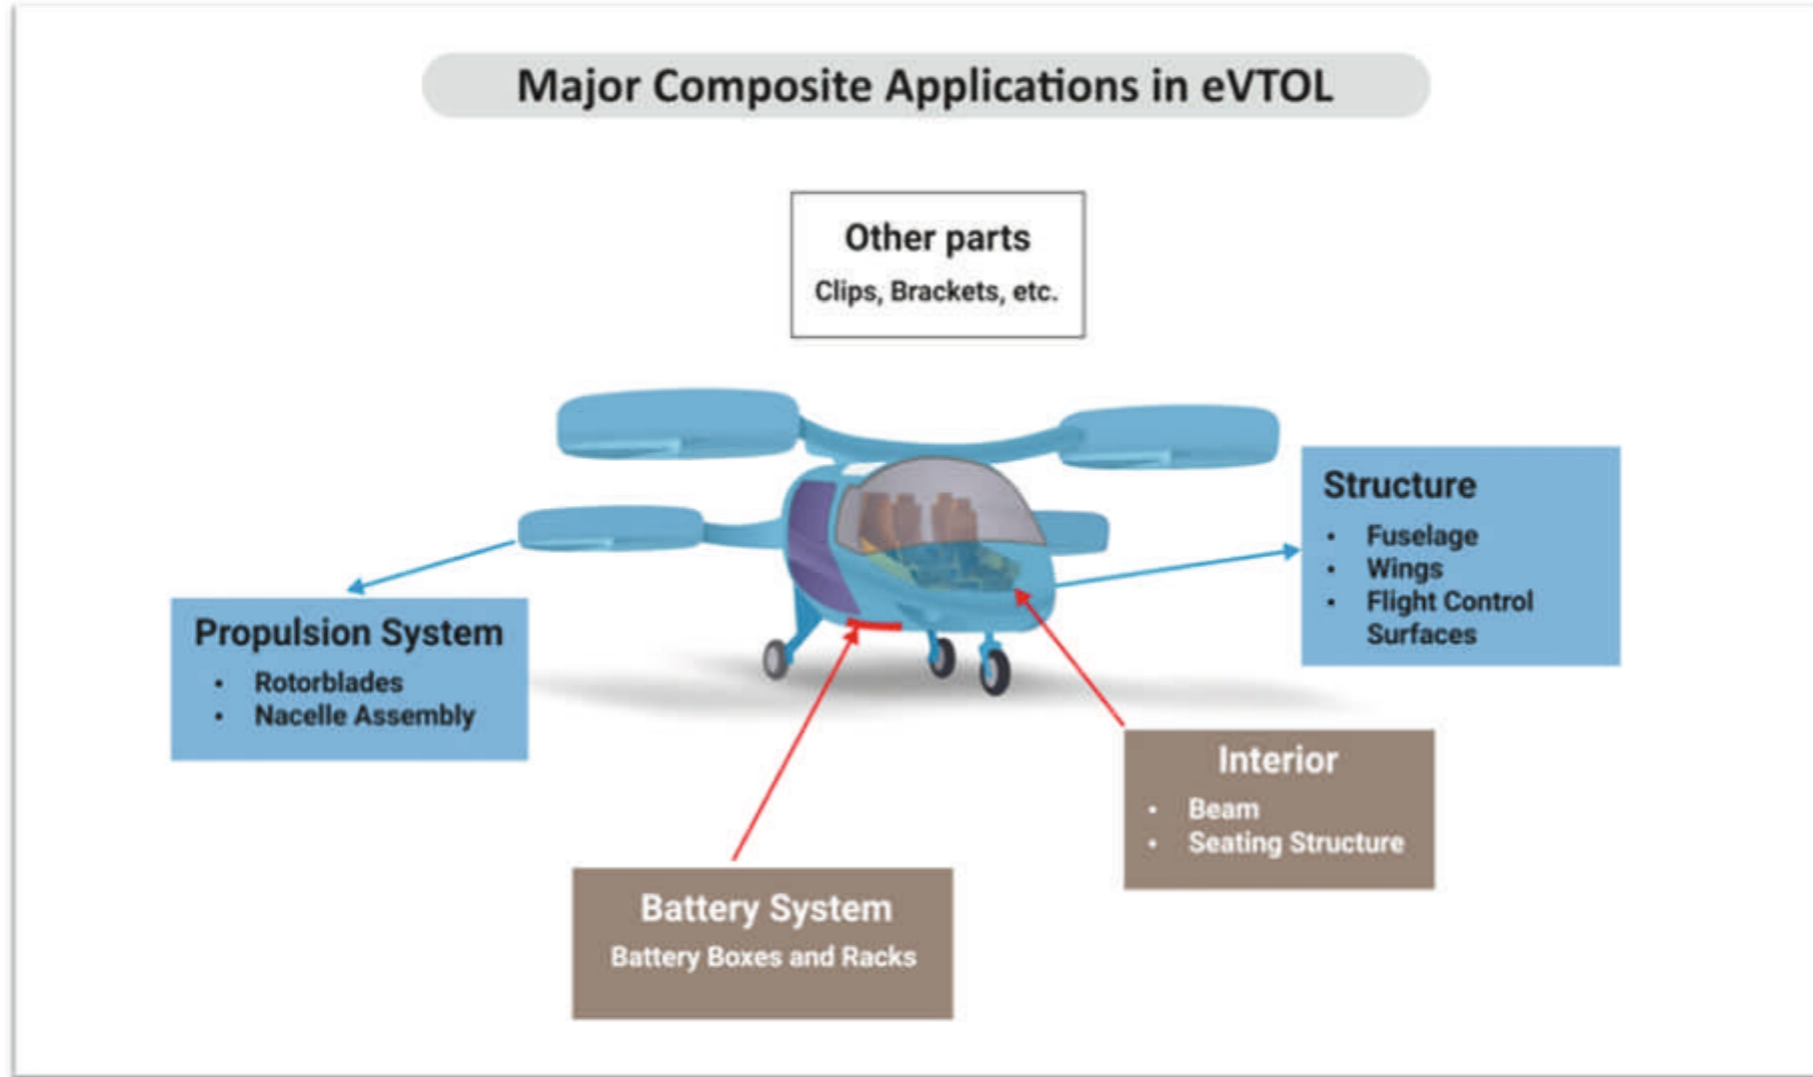 Major Composite Applications in eVTOL
Other parts
Clips, Brackets, etc.
Structure
• Fuselage
• Wings
• Flight Control
Surfaces
Propulsion System
• Rotorblades
• Nacelle Assembly
Interior
• Beam
• Seating Structure
Battery System
Battery Boxes and Racks